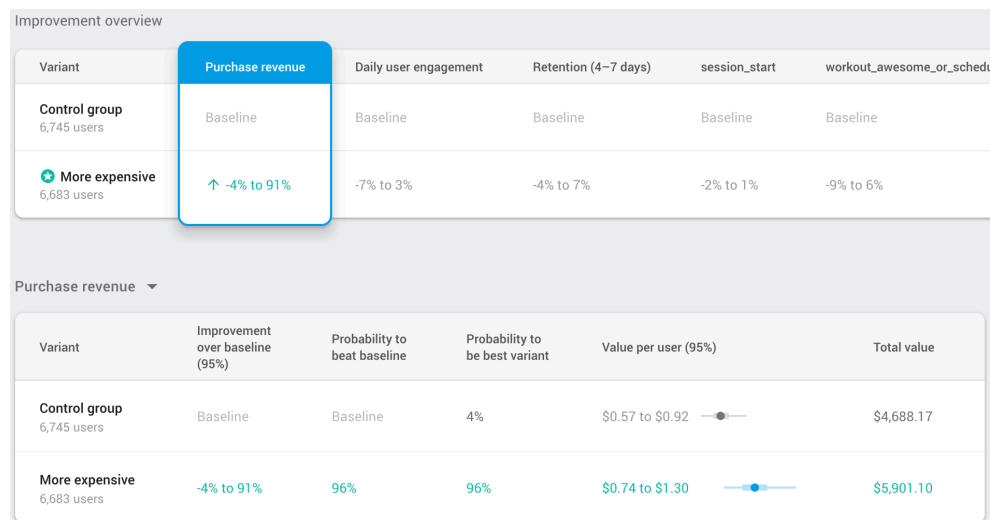 Improvement overview
Variant Purchase revenue Daily user engagement Retention (4–7 days) session_start workout_awesome_or_schedu
Control group Baseline Baseline Baseline Baseline Baseline
6,745 users
More expensive ↑ -4% to 91% -7% to 3% -4% to 7% -2% to 1% -9% to 6%
6,683 users
Purchase revenue
Variant Improvement over baseline (95%) Probability to beat baseline Probability to be best variant Value per user (95%) Total value
Control group Baseline Baseline 4% $0.57 to $0.92 $4,688.17
6,745 users
More expensive -4% to 91% 96% 96% $0.74 to $1.30 $5,901.10
6,683 users